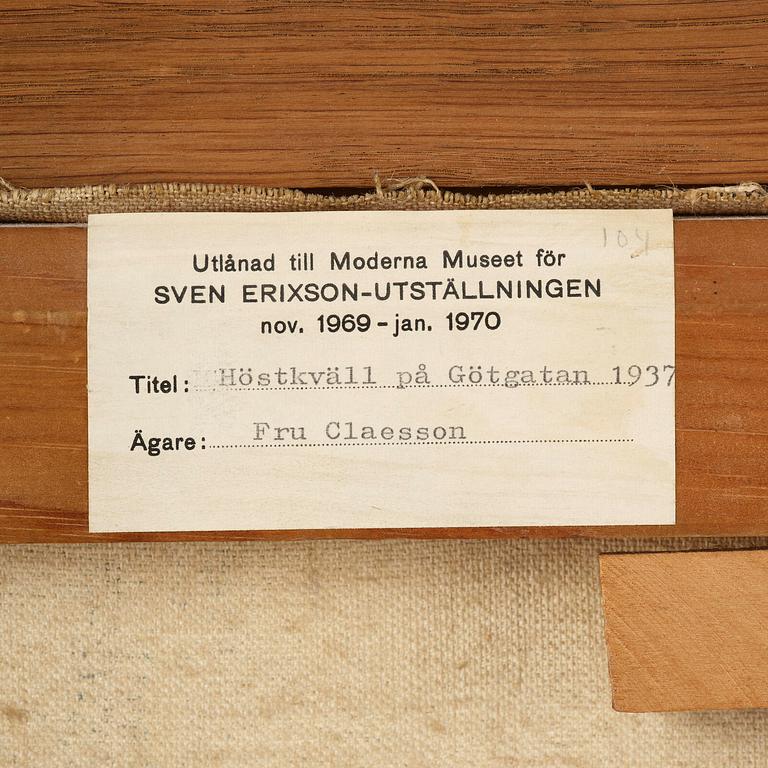 104
Utlånad till Moderna Museet för
SVEN ERIXSON-UTSTÄLLNINGEN
nov. 1969 - jan. 1970
Titel: Höstkväll på Götgatan 1937
Ägare: Fru Claesson